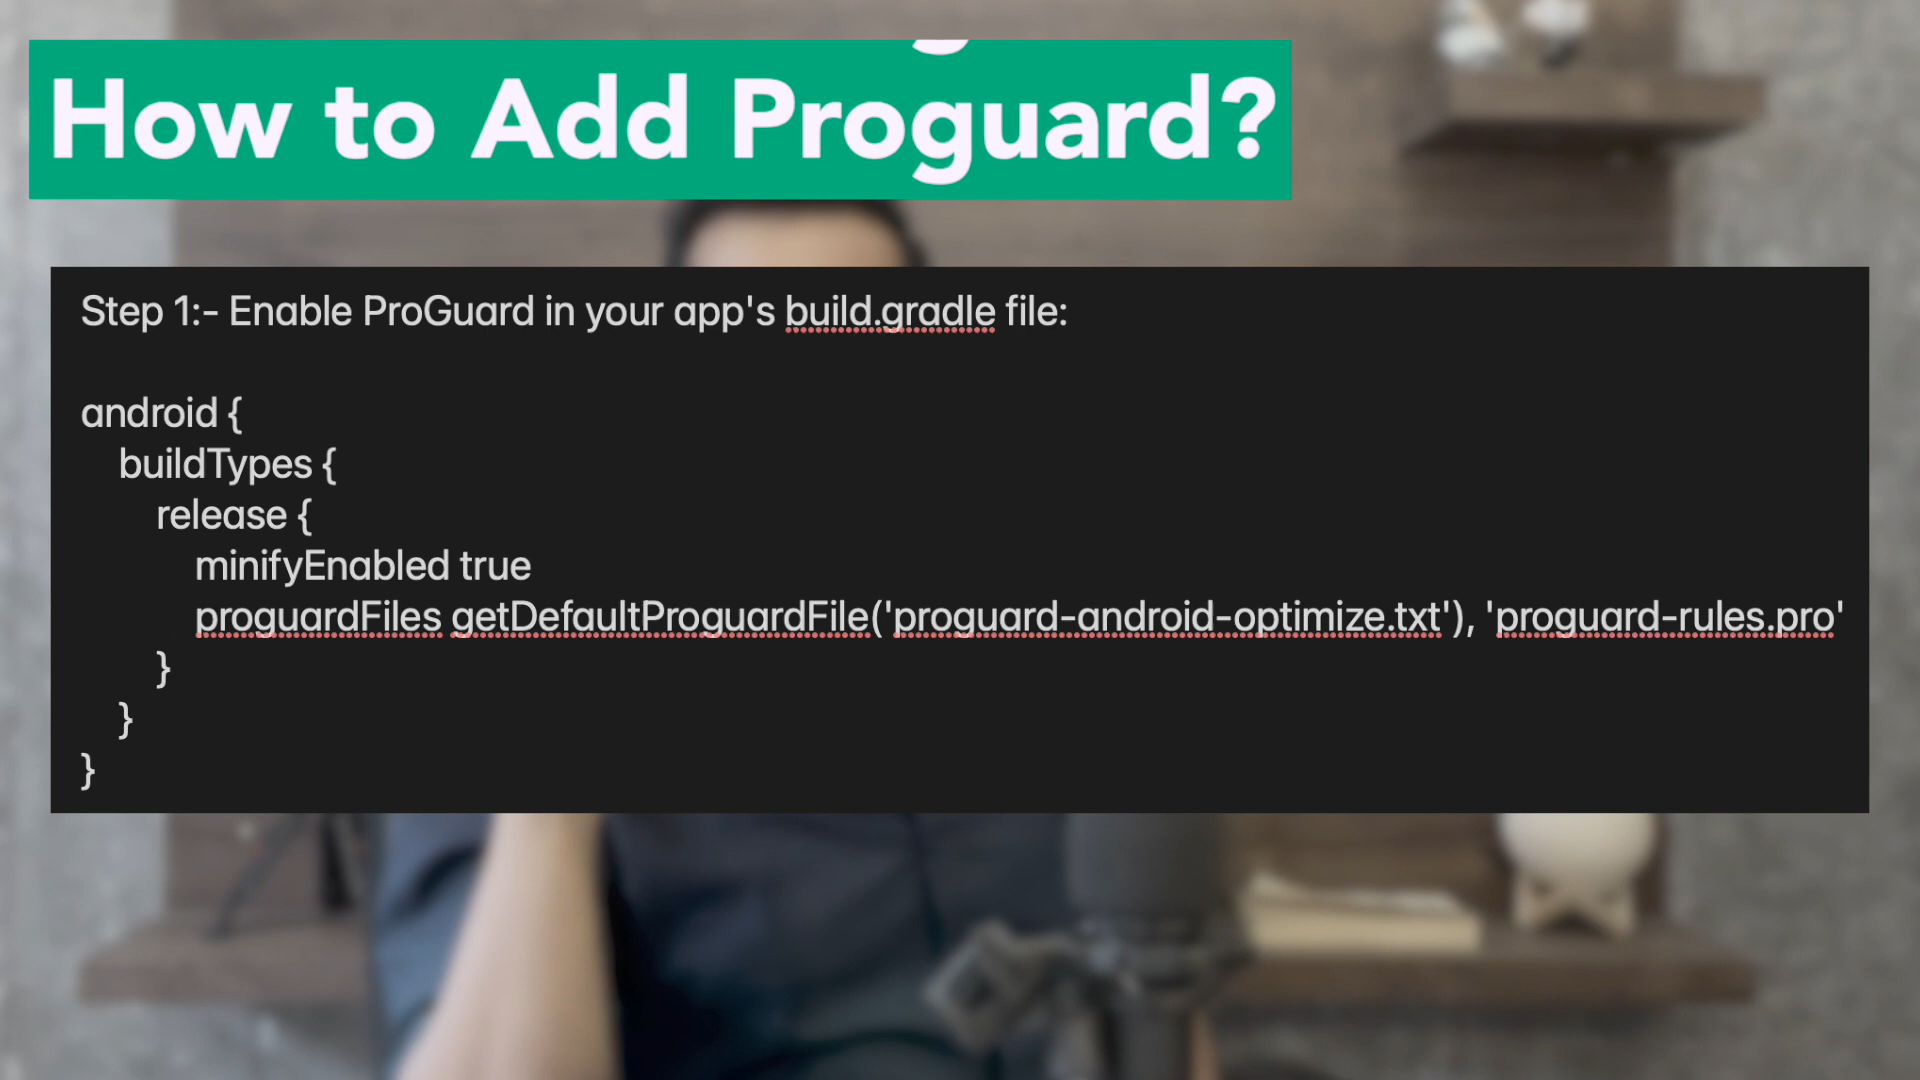 How to Add Proguard?
Step 1:- Enable ProGuard in your app's build.gradle file:
android {
buildTypes {
release {
minifyEnabled true
proguardFiles getDefaultProguardFile('proguard-android-optimize.txt'), 'proguard-rules.pro'
}
}
}